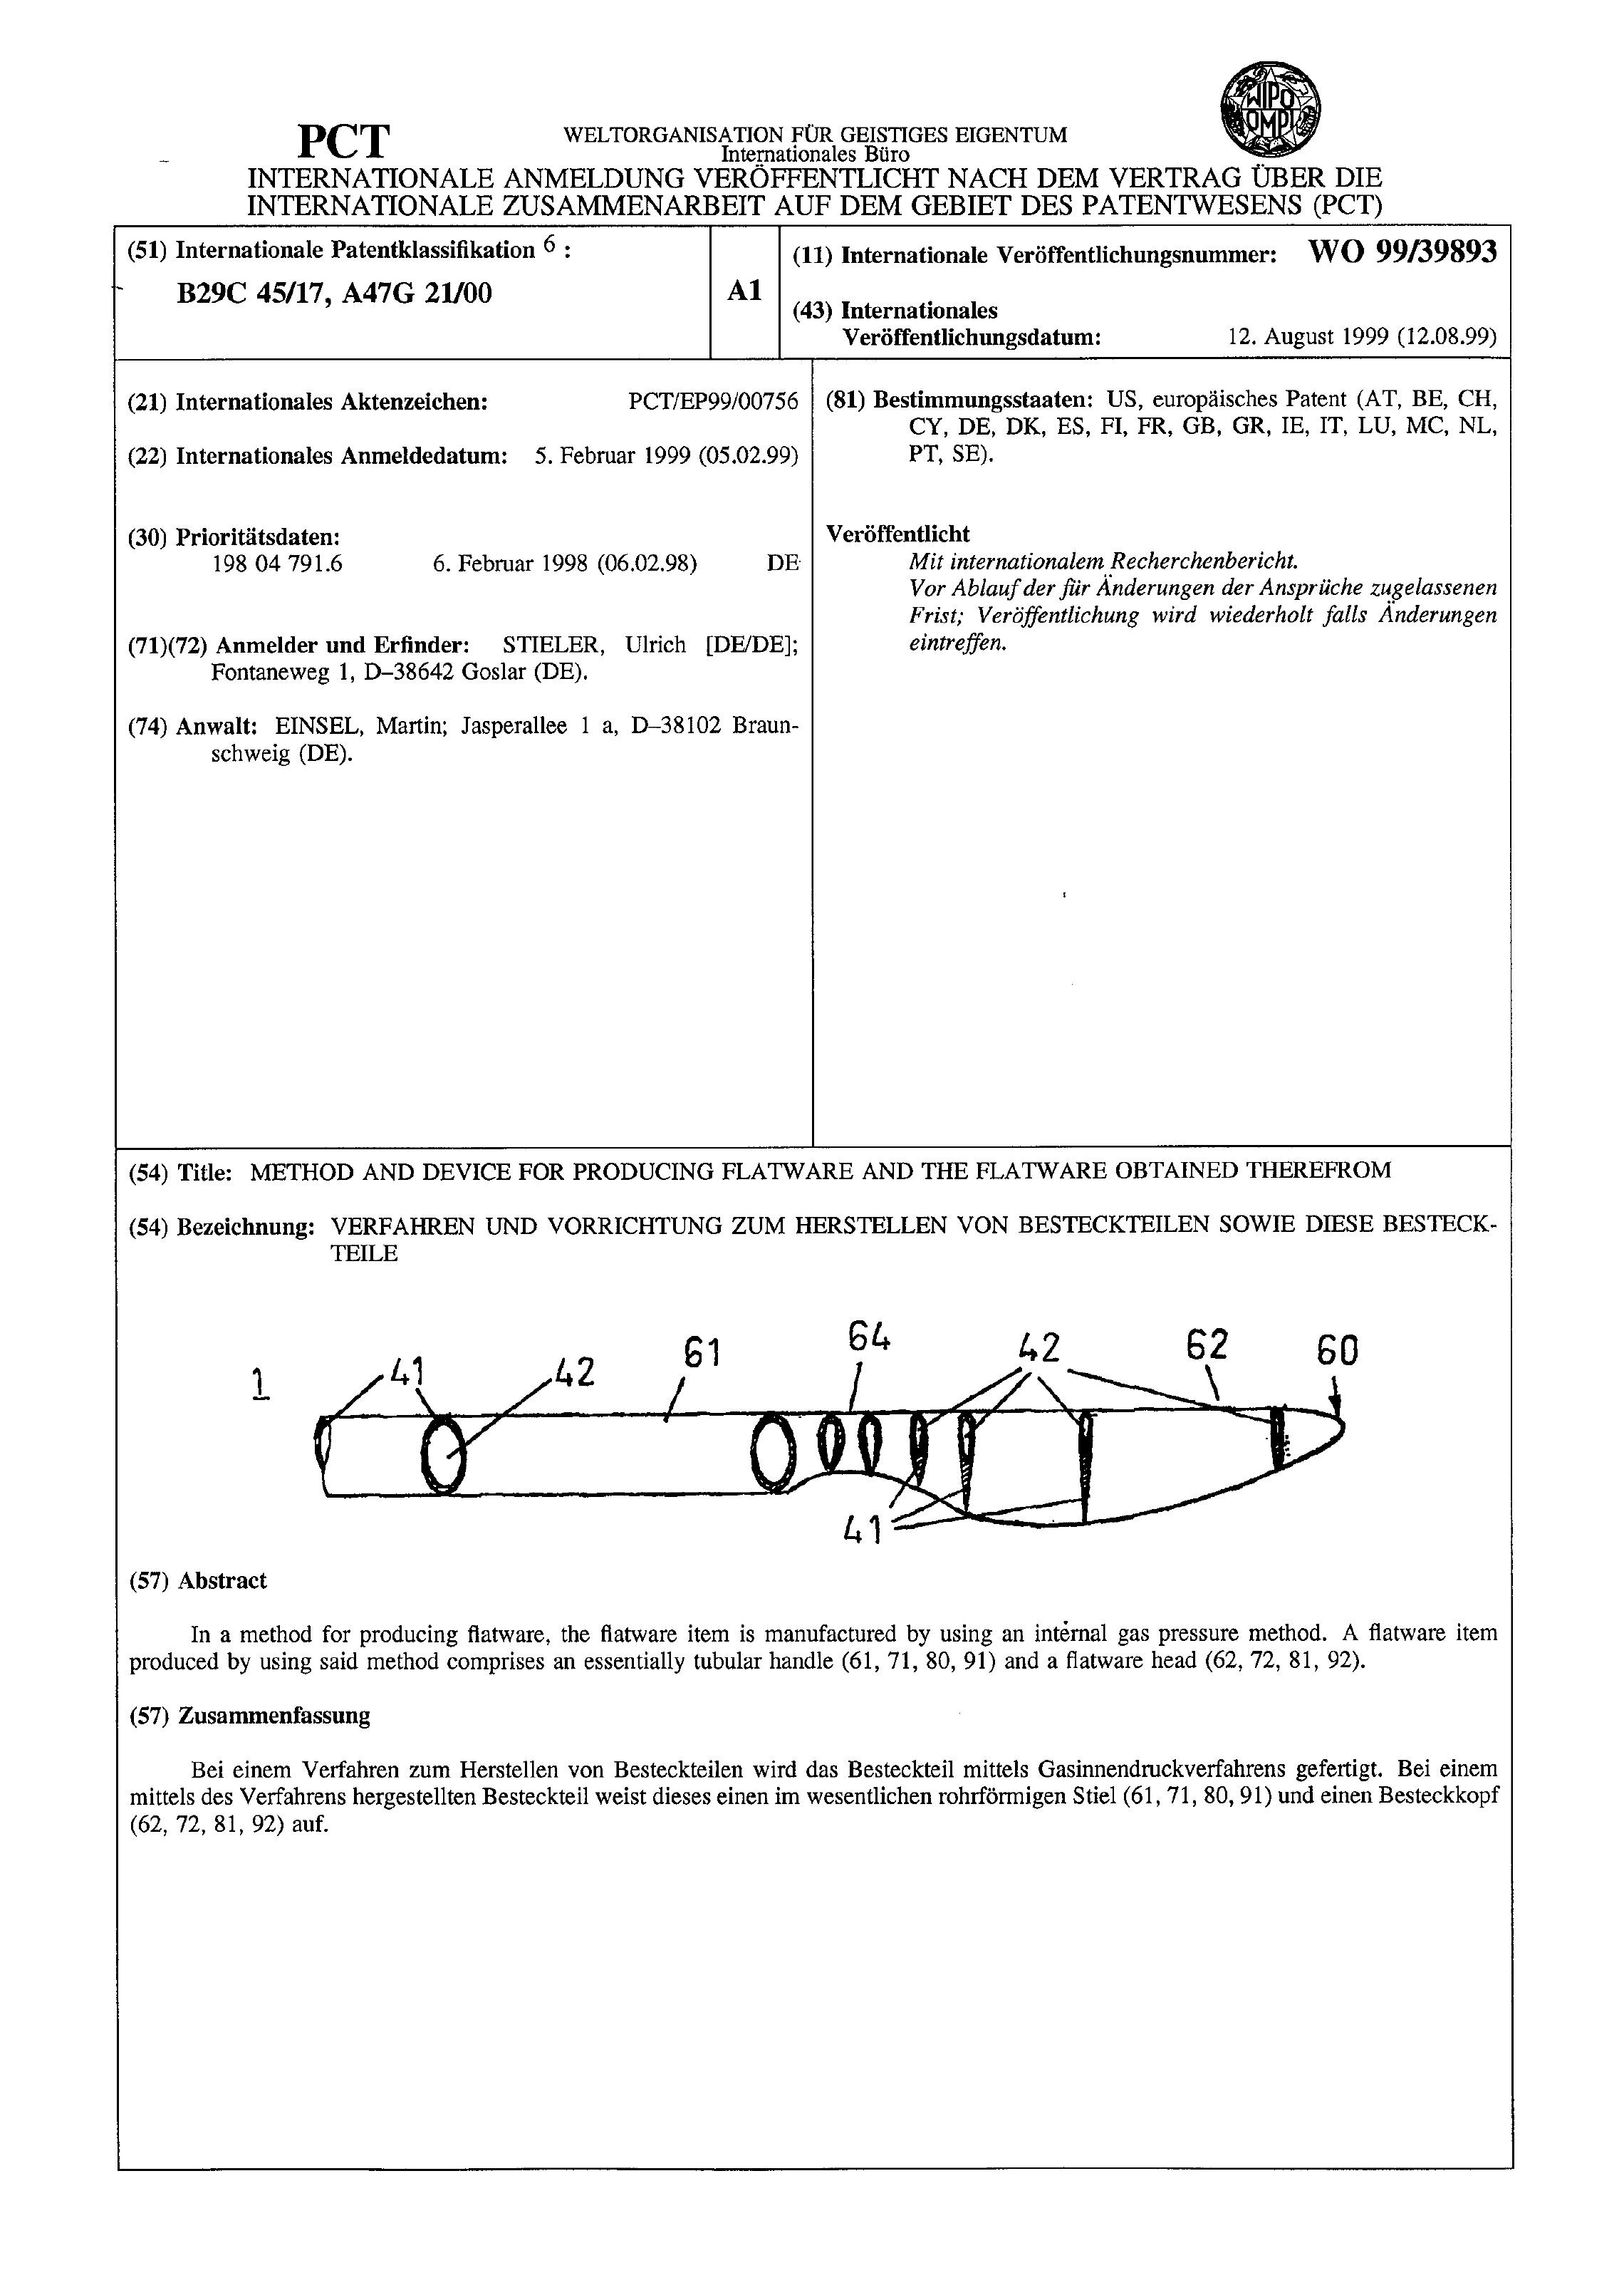 WIPO
OMPI
PCT
WELTORGANISATION FÜR GEISTIGES EIGENTUM
Internationales Büro
INTERNATIONALE ANMELDUNG VERÖFFENTLICHT NACH DEM VERTRAG ÜBER DIE
INTERNATIONALE ZUSAMMENARBEIT AUF DEM GEBIET DES PATENTWESENS (PCT)
(51) Internationale Patentklassifikation 6 :
B29C 45/17, A47G 21/00
A1
(11) Internationale Veröffentlichungsnummer: WO 99/39893
(43) Internationales
Veröffentlichungsdatum: 12. August 1999 (12.08.99)
(21) Internationales Aktenzeichen: PCT/EP99/00756
(22) Internationales Anmeldedatum: 5. Februar 1999 (05.02.99)
(30) Prioritätsdaten:
198 04 791.6 6. Februar 1998 (06.02.98) DE
(71)(72) Anmelder und Erfinder: STIELER, Ulrich [DE/DE];
Fontaneweg 1, D–38642 Goslar (DE).
(74) Anwalt: EINSEL, Martin; Jasperallee 1 a, D–38102 Braun-
schweig (DE).
(81) Bestimmungsstaaten: US, europäisches Patent (AT, BE, CH,
CY, DE, DK, ES, FI, FR, GB, GR, IE, IT, LU, MC, NL,
PT, SE).
Veröffentlicht
Mit internationalem Recherchenbericht.
Vor Ablauf der für Änderungen der Ansprüche zugelassenen
Frist; Veröffentlichung wird wiederholt falls Änderungen
eintreffen.
(54) Title: METHOD AND DEVICE FOR PRODUCING FLATWARE AND THE FLATWARE OBTAINED THEREFROM
(54) Bezeichnung: VERFAHREN UND VORRICHTUNG ZUM HERSTELLEN VON BESTECKTEILEN SOWIE DIESE BESTECK-
TEILE
1 41 42 61 64 42 62 60
41
(57) Abstract
In a method for producing flatware, the flatware item is manufactured by using an internal gas pressure method. A flatware item
produced by using said method comprises an essentially tubular handle (61, 71, 80, 91) and a flatware head (62, 72, 81, 92).
(57) Zusammenfassung
Bei einem Verfahren zum Herstellen von Besteckteilen wird das Besteckteil mittels Gasinnendruckverfahrens gefertigt. Bei einem
mittels des Verfahrens hergestellten Besteckteil weist dieses einen im wesentlichen rohrförmigen Stiel (61, 71, 80, 91) und einen Besteckkopf
(62, 72, 81, 92) auf.